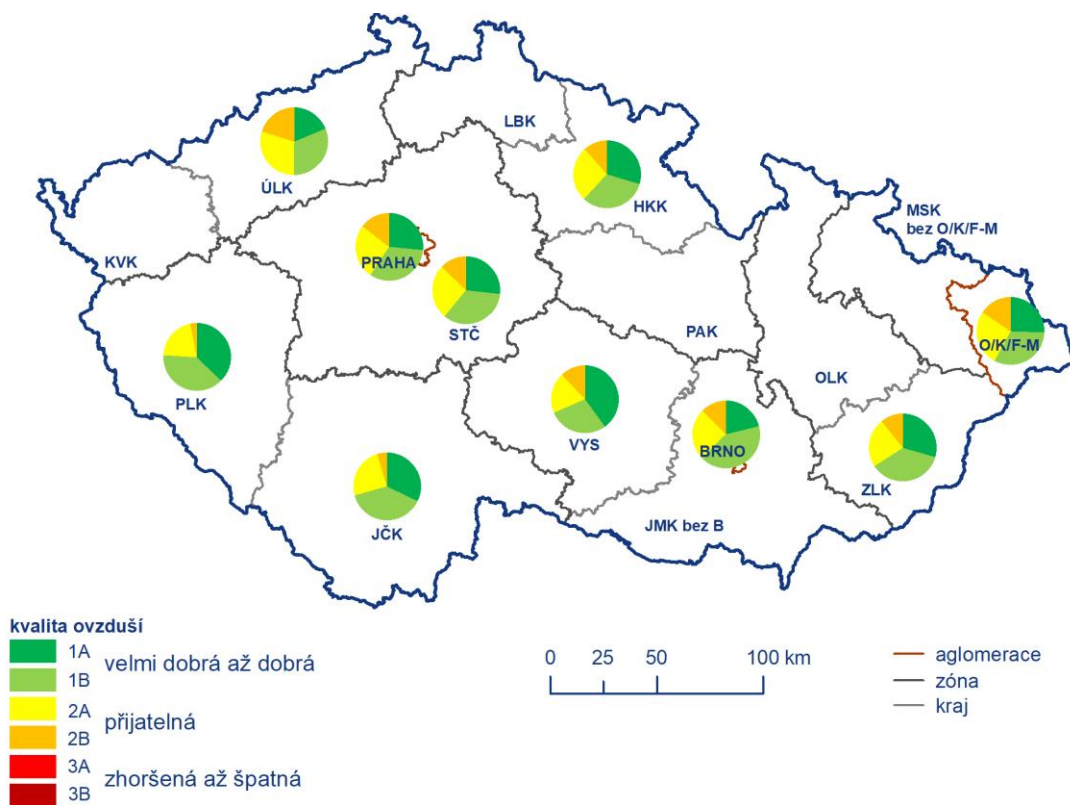 LBK
ÚLK
HKK
MSK
bez O/K/F-M
KVK
PRAHA
STČ
PAK
O/K/F-M
PLK
OLK
VYS
BRNO
ZLK
JČK
JMK bez B
kvalita ovzduší
1A
velmi dobrá až dobrá
1B
2A
přijatelná
2B
3A
zhoršená až špatná
3B
0 25 50 100 km
aglomerace
zóna
kraj